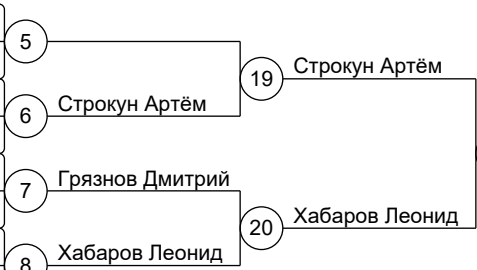 5
19 Строкун Артём
6 Строкун Артём
7 Грязнов Дмитрий
20 Хабаров Леонид
8 Хабаров Леонид